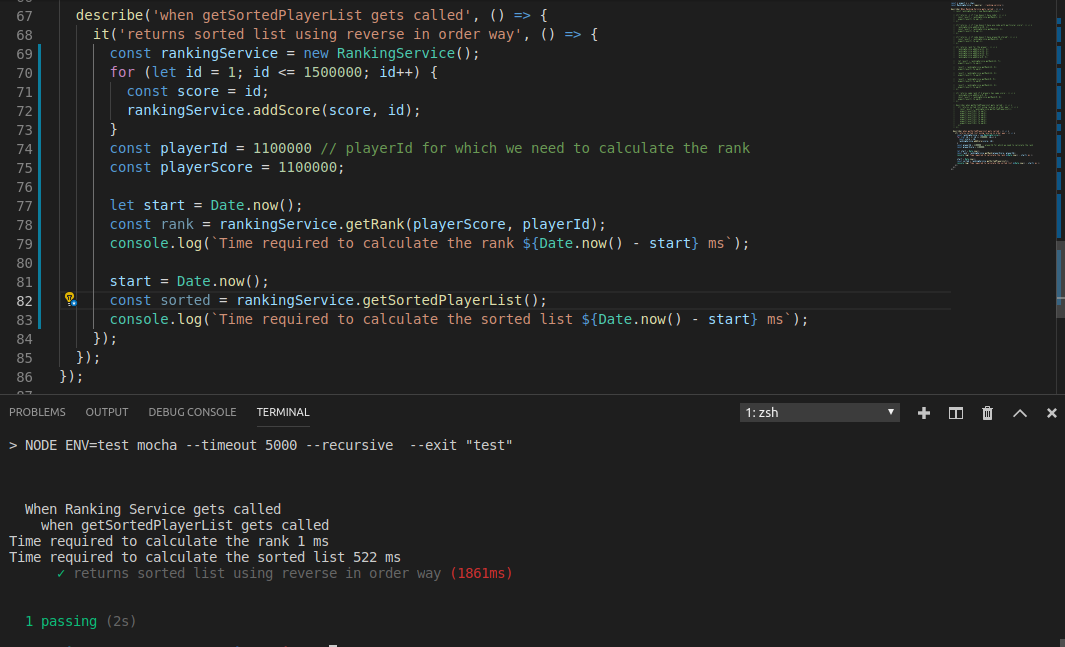 67 describe('when getSortedPlayerList gets called', () => {
68 it('returns sorted list using reverse in order way', () => {
69 const rankingService = new RankingService();
70 for (let id = 1; id <= 1500000; id++) {
71 const score = id;
72 rankingService.addScore(score, id);
73 }
74 const playerId = 1100000 // playerId for which we need to calculate the rank
75 const playerScore = 1100000;
76
77 let start = Date.now();
78 const rank = rankingService.getRank(playerScore, playerId);
79 console.log(`Time required to calculate the rank ${Date.now() - start} ms`);
80
81 start = Date.now();
82 const sorted = rankingService.getSortedPlayerList();
83 console.log(`Time required to calculate the sorted list ${Date.now() - start} ms`);
84 });
85 });
86 });
PROBLEMS OUTPUT DEBUG CONSOLE TERMINAL 1: zsh
> NODE ENV=test mocha --timeout 5000 --recursive --exit "test"
When Ranking Service gets called
when getSortedPlayerList gets called
Time required to calculate the rank 1 ms
Time required to calculate the sorted list 522 ms
✓ returns sorted list using reverse in order way (1861ms)
1 passing (2s)